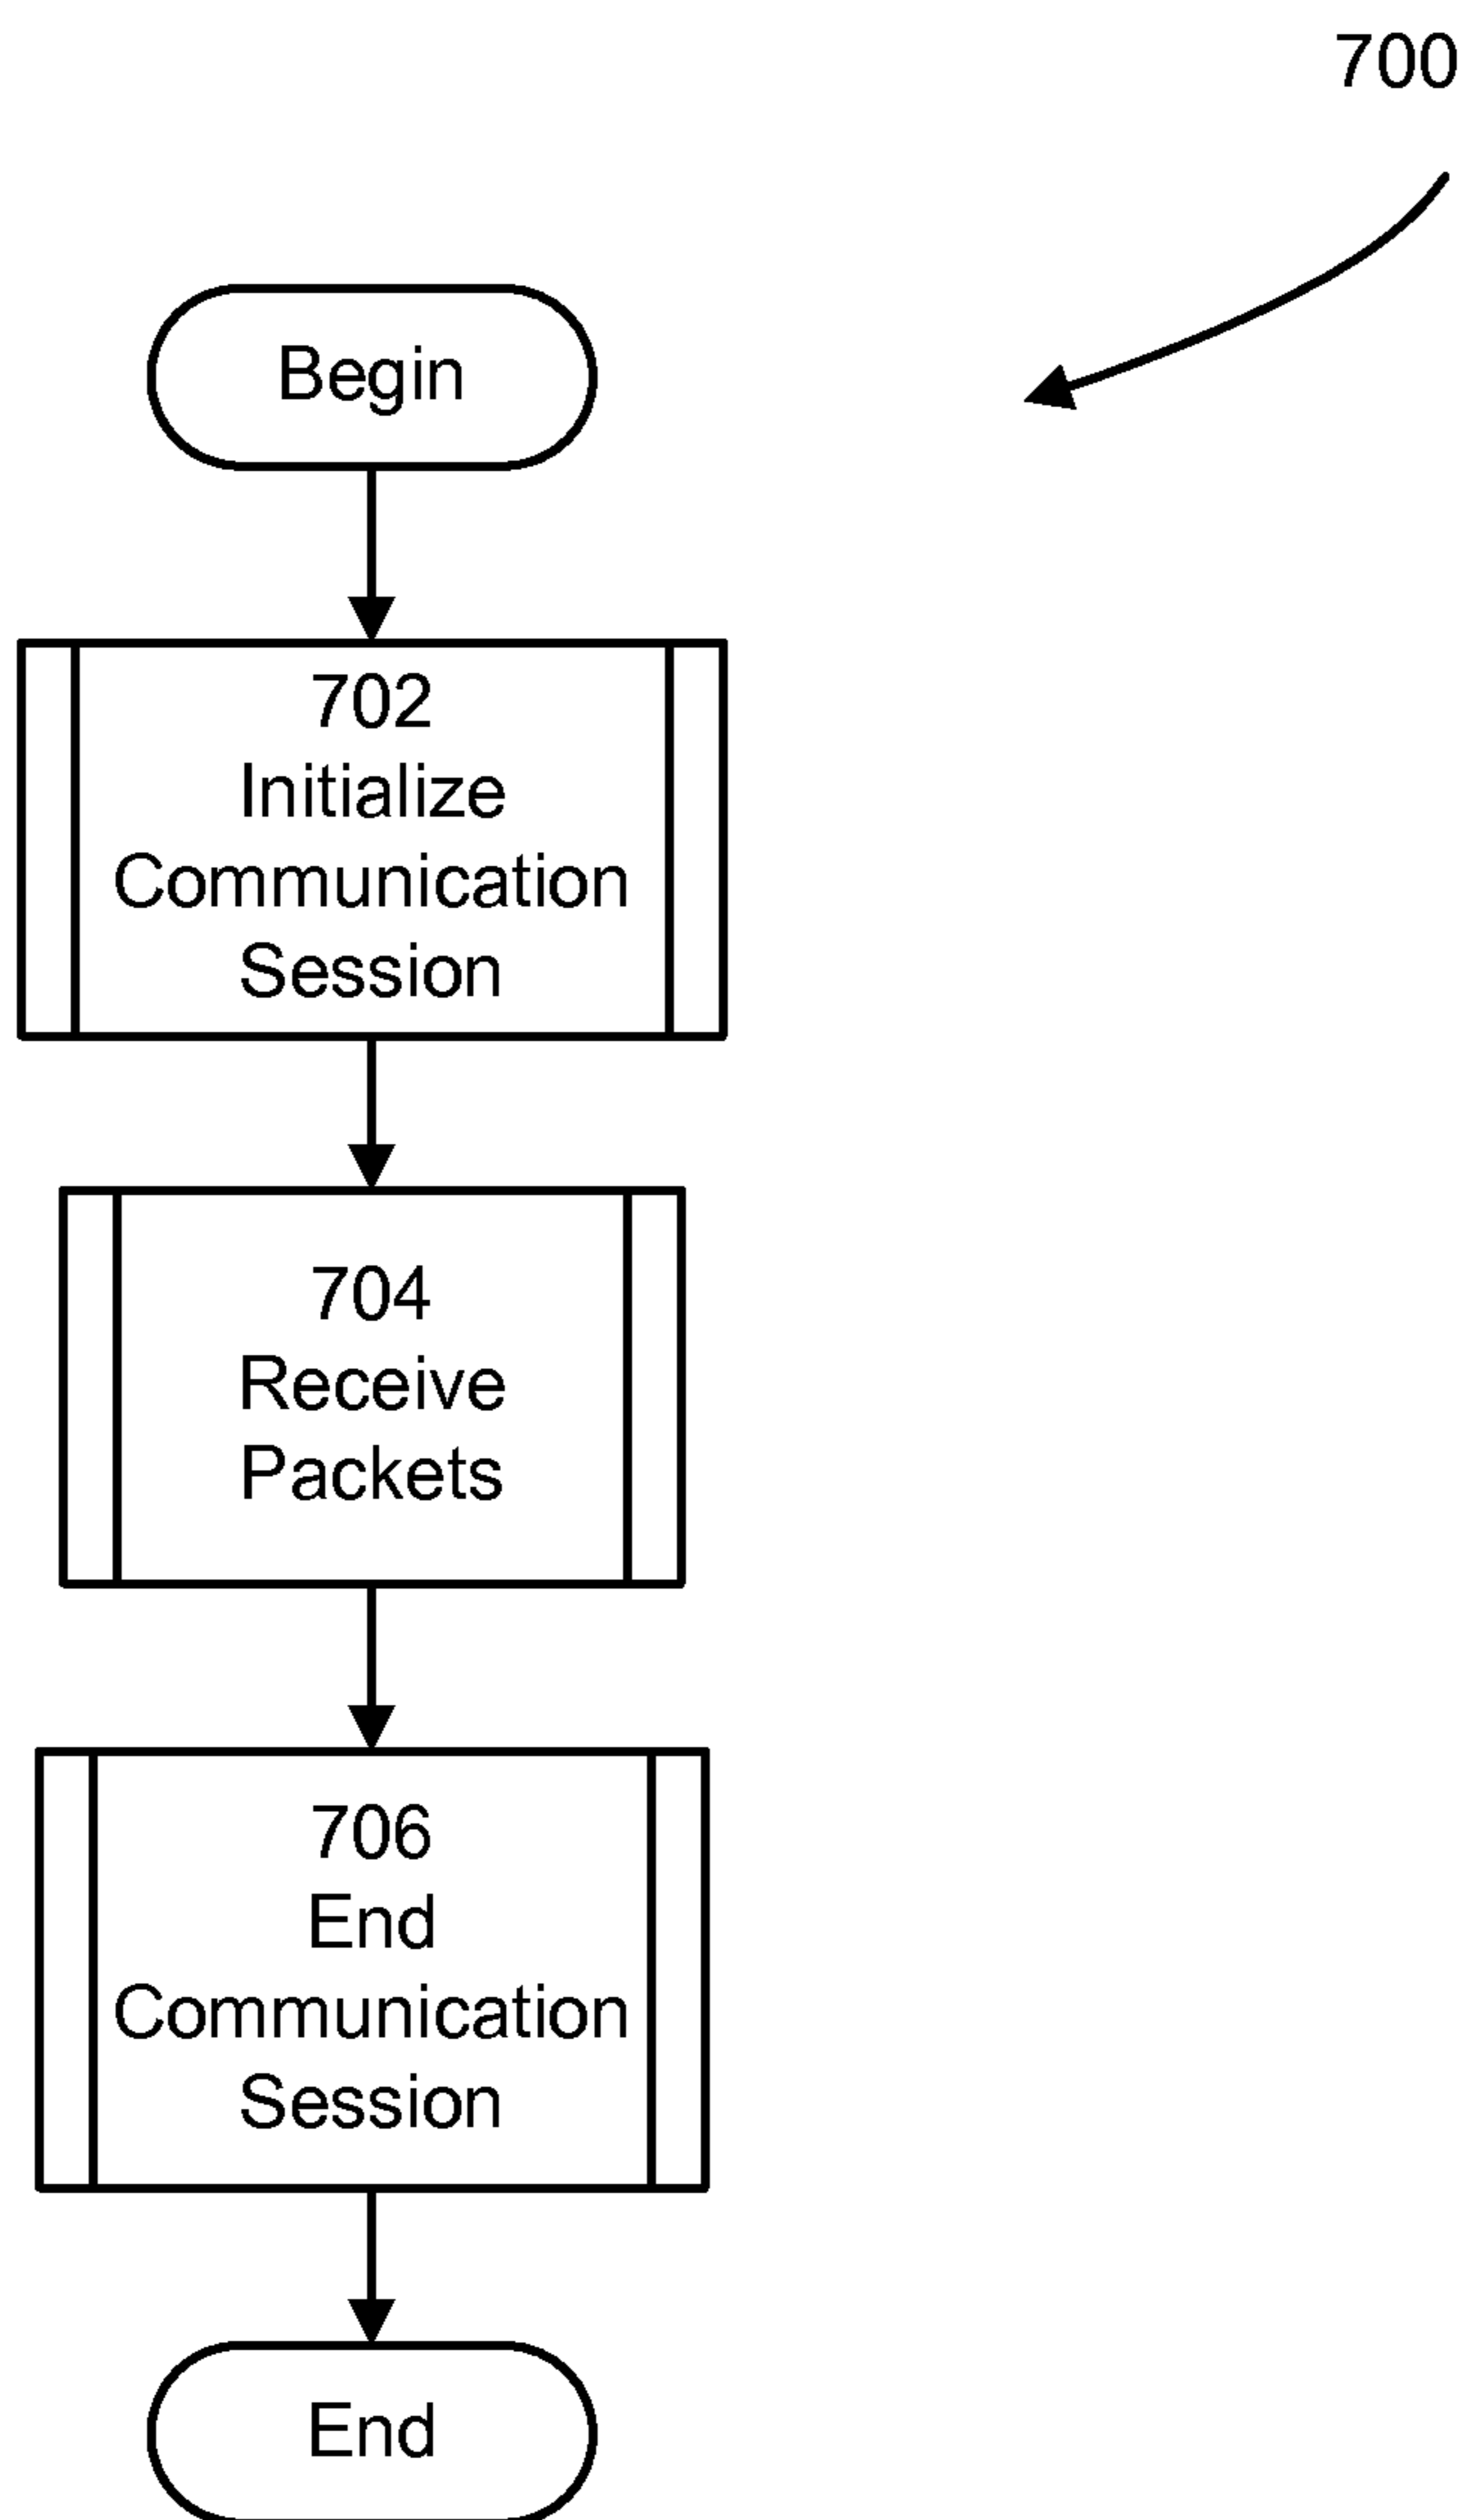 700
Begin
702
Initialize
Communication
Session
704
Receive
Packets
706
End
Communication
Session
End